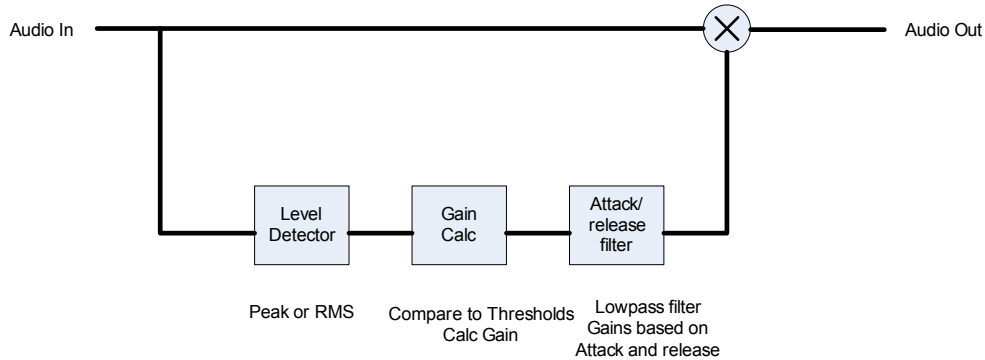 Audio In
Audio Out
Level
Detector
Gain
Calc
Attack/
release
filter
Peak or RMS
Compare to Thresholds
Calc Gain
Lowpass filter
Gains based on
Attack and release